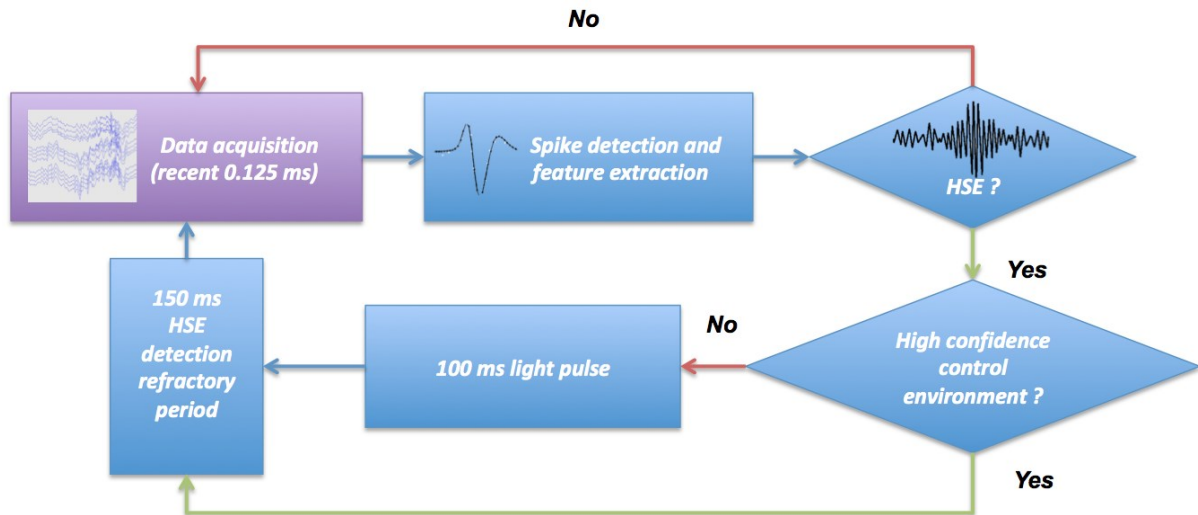 No
Data acquisition
(recent 0.125 ms)
Spike detection and
feature extraction
HSE ?
Yes
150 ms
HSE
detection
refractory
period
100 ms light pulse
No
High confidence
control
environment ?
Yes